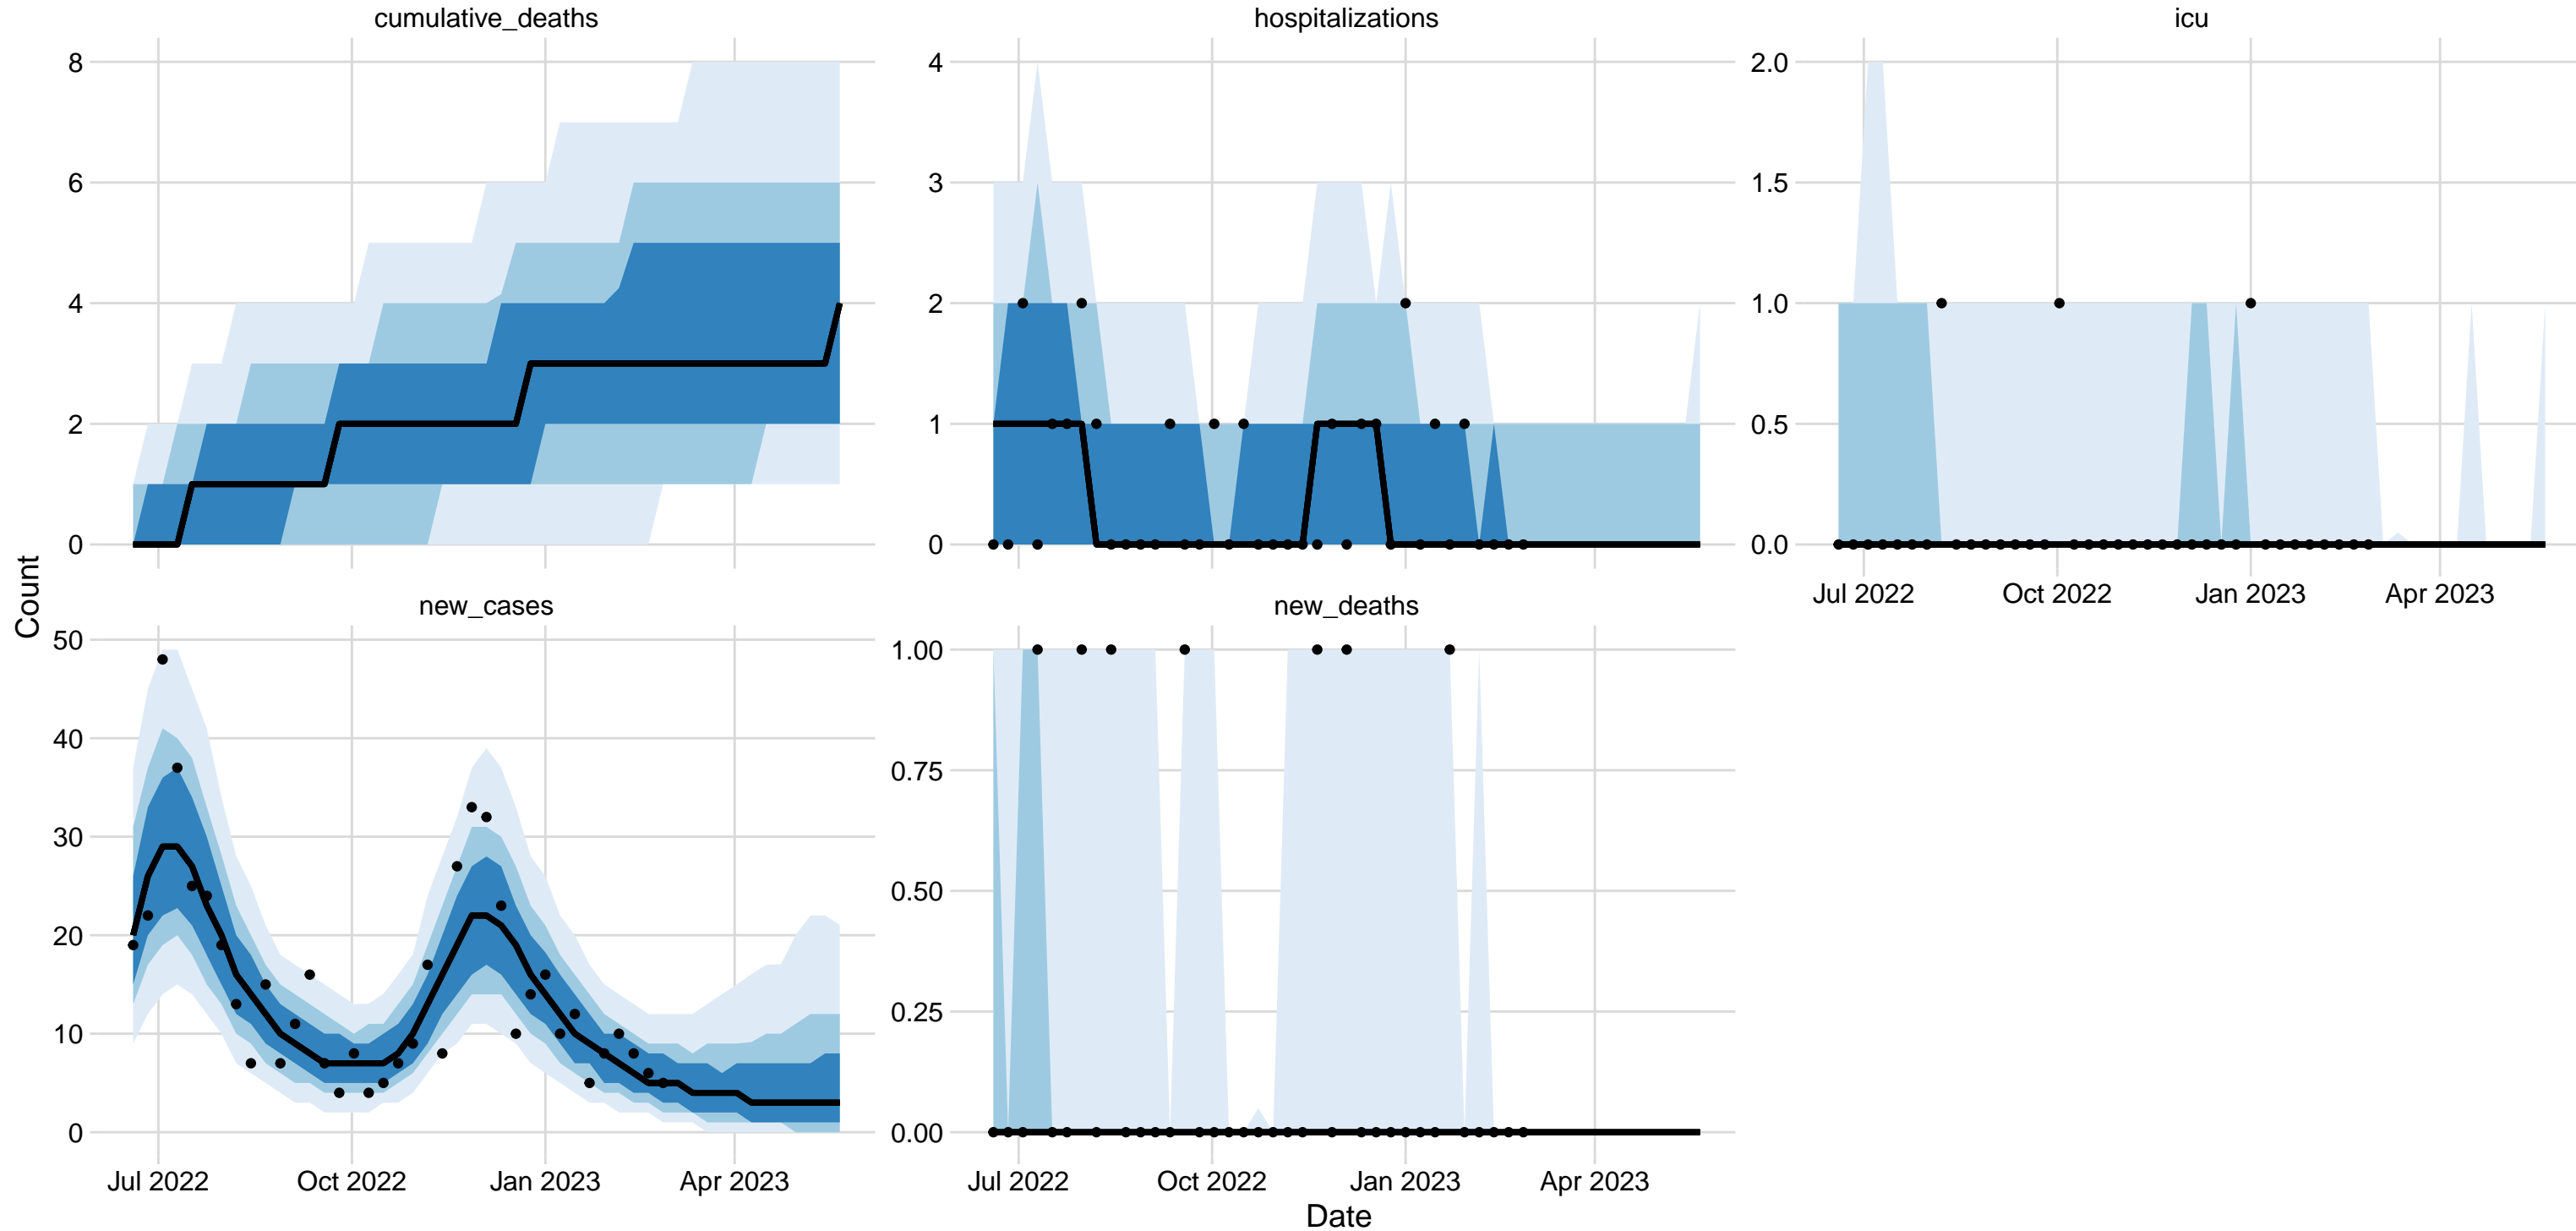 cumulative_deaths
hospitalizations
icu
8
6
4
2
0
4
3
2
1
0
2.0
1.5
1.0
0.5
0.0
Jul 2022 Oct 2022 Jan 2023 Apr 2023
Count
new_cases
new_deaths
50
40
30
20
10
0
1.00
0.75
0.50
0.25
0.00
Jul 2022 Oct 2022 Jan 2023 Apr 2023
Jul 2022 Oct 2022 Jan 2023 Apr 2023
Date